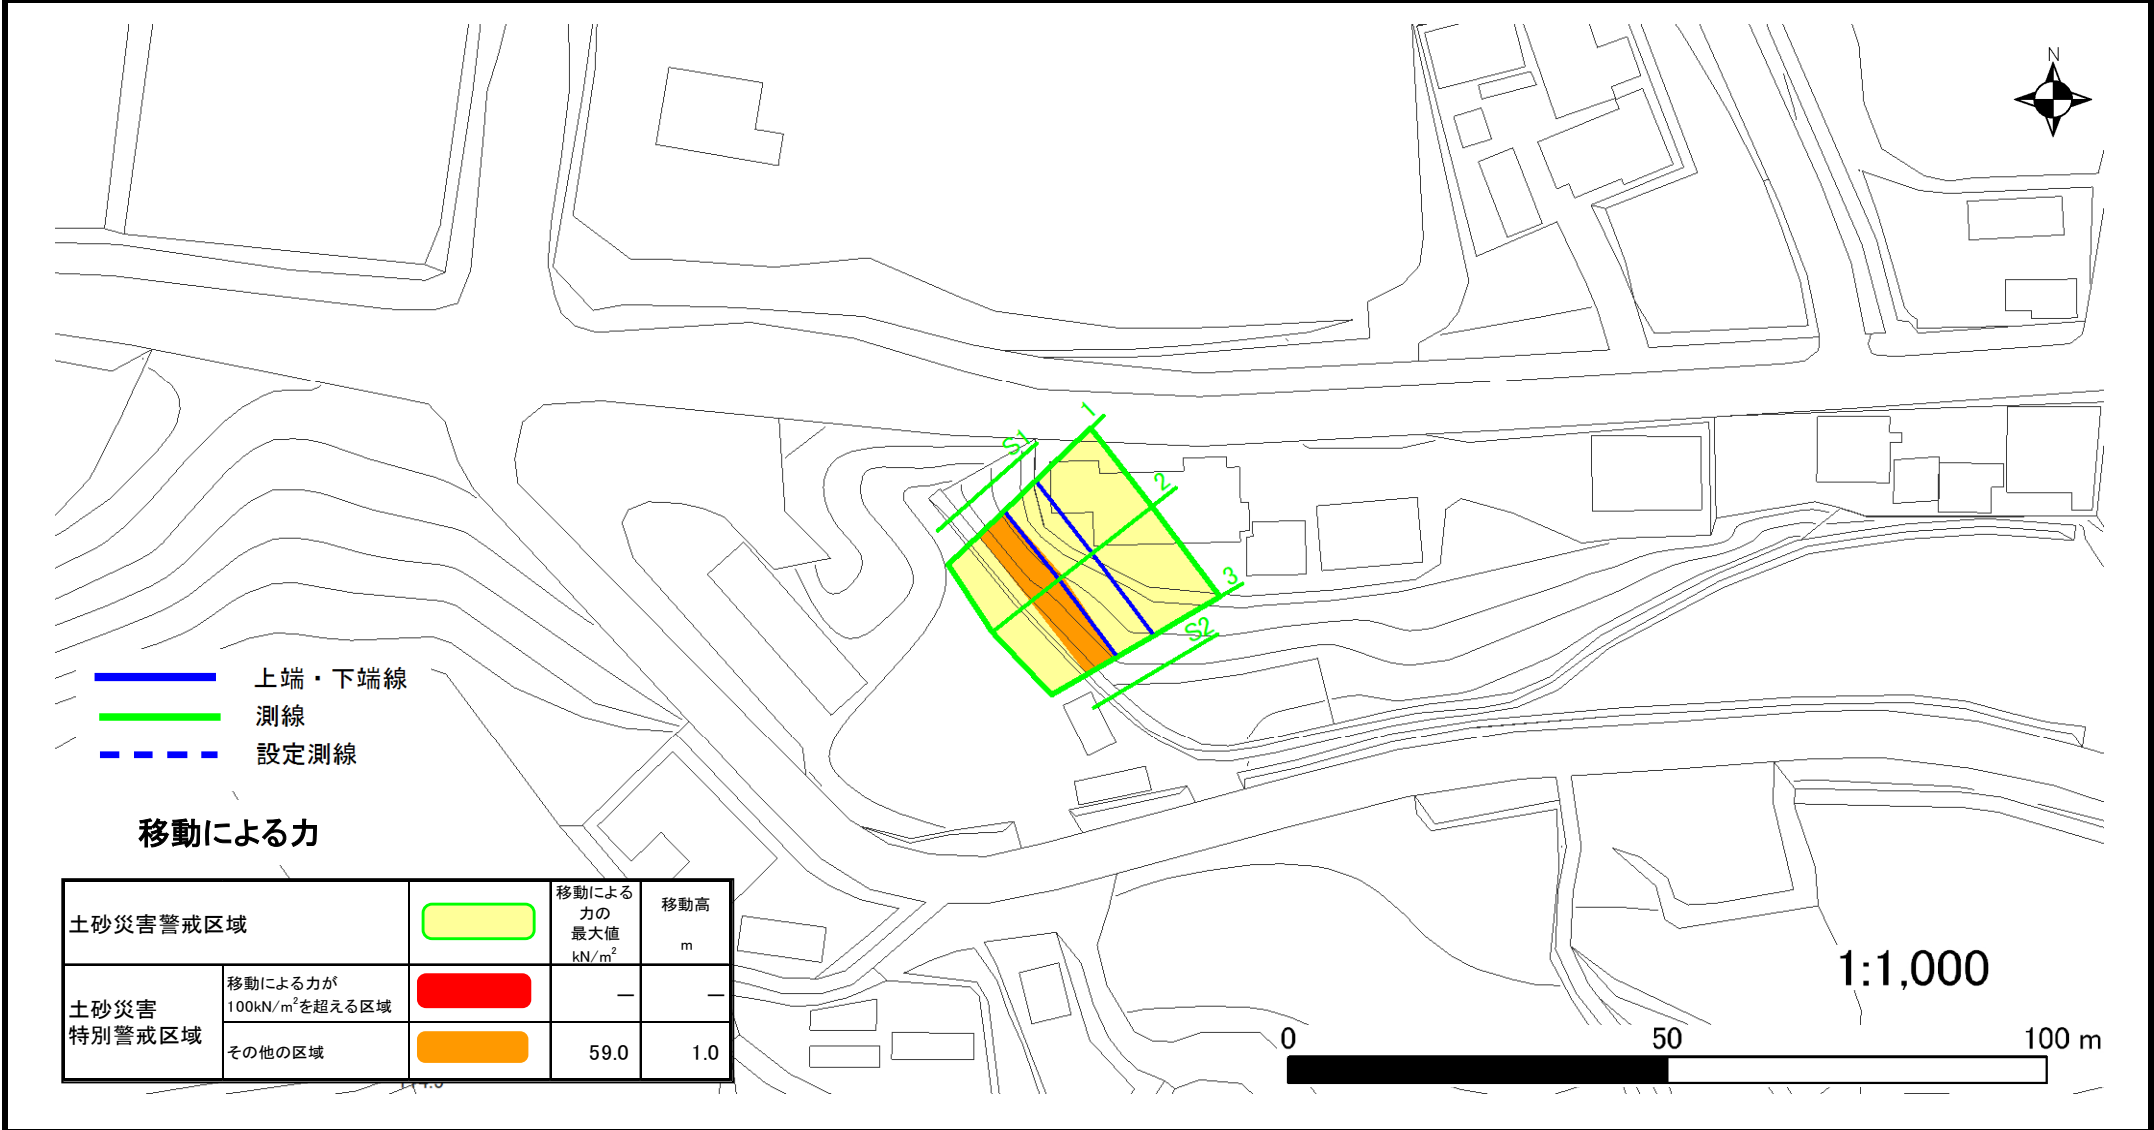 N
1
S1
2
3
S2
上端・下端線
測線
設定測線
移動による力
土砂災害警戒区域
移動による
力の
最大値
kN/m²
移動高
m
土砂災害
特別警戒区域
移動による力が
100kN/m²を超える区域
－
－
その他の区域
59.0
1.0
1:1,000
0 50 100 m